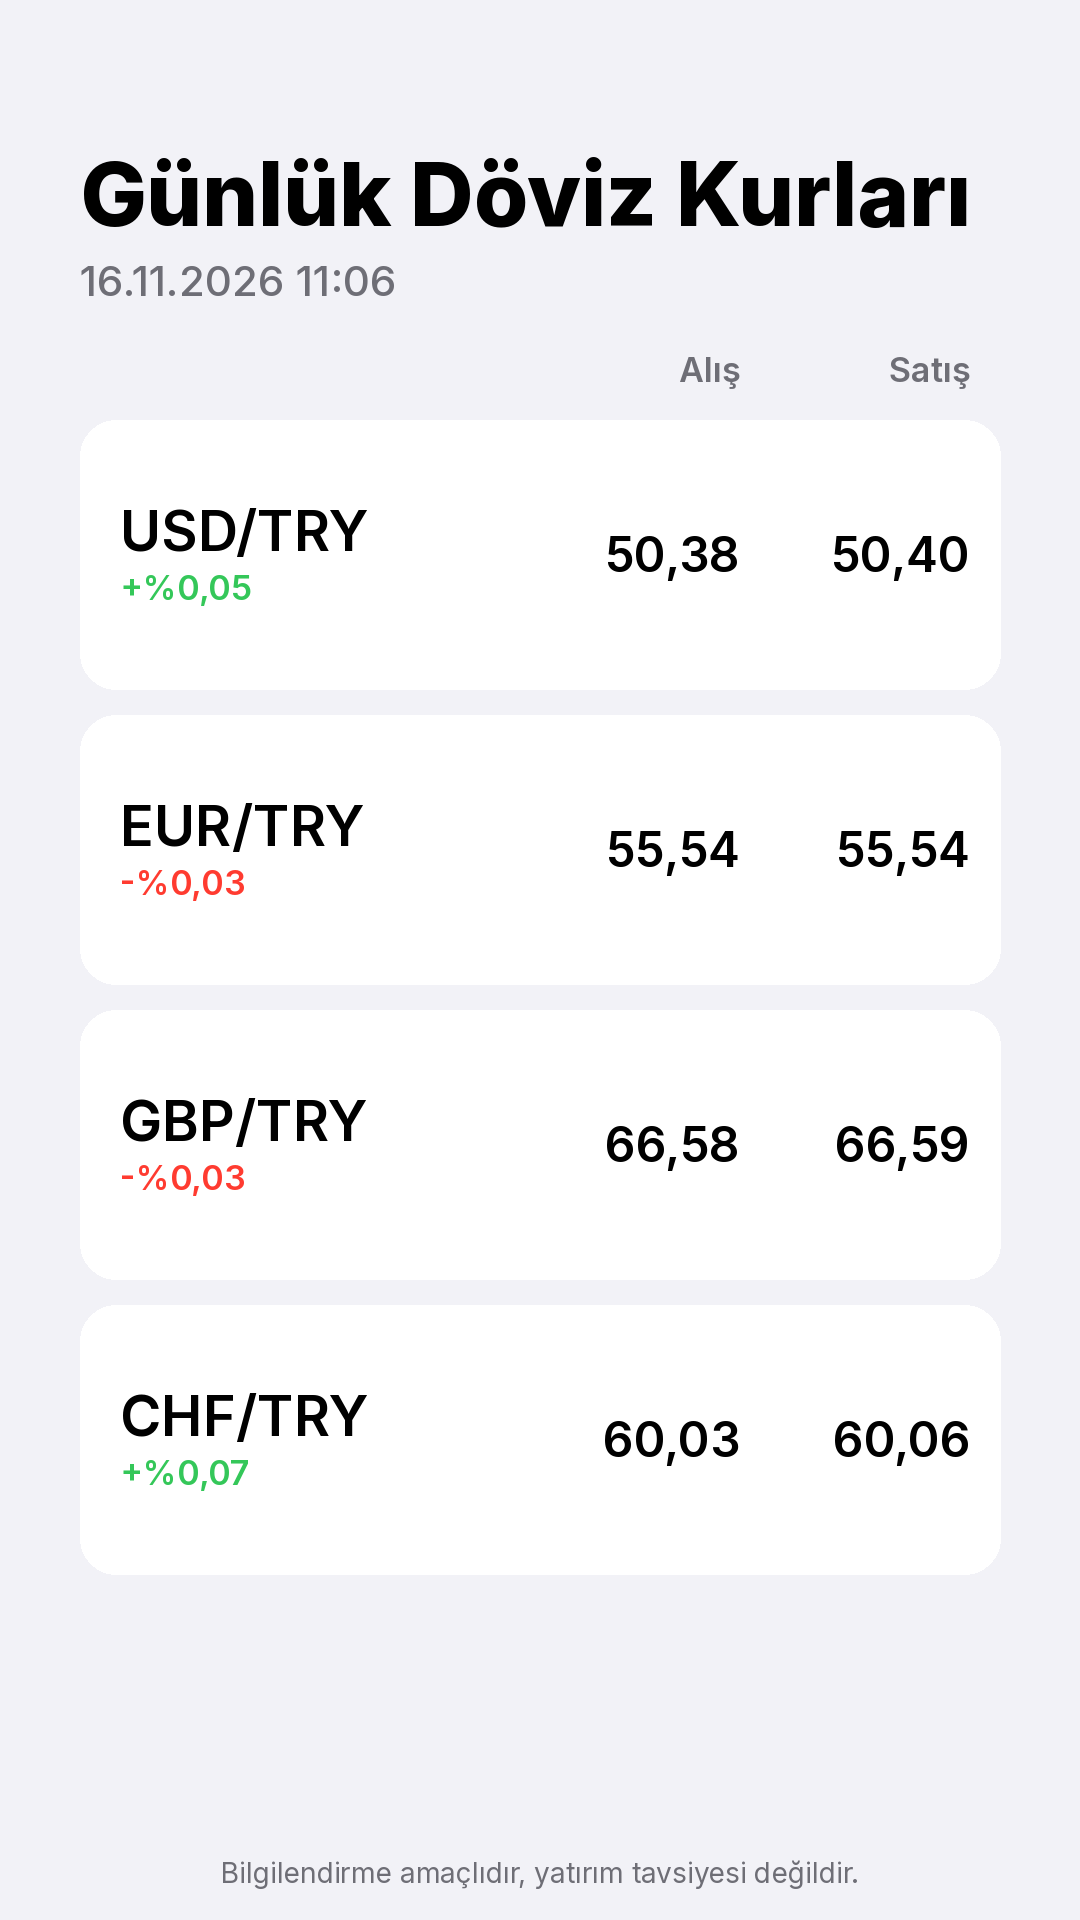 Günlük Döviz Kurları
16.11.2026 11:06
Alış Satış
USD/TRY 50,38 50,40
+%0,05
EUR/TRY 55,54 55,54
-%0,03
GBP/TRY 66,58 66,59
-%0,03
CHF/TRY 60,03 60,06
+%0,07
Bilgilendirme amaçlıdır, yatırım tavsiyesi değildir.